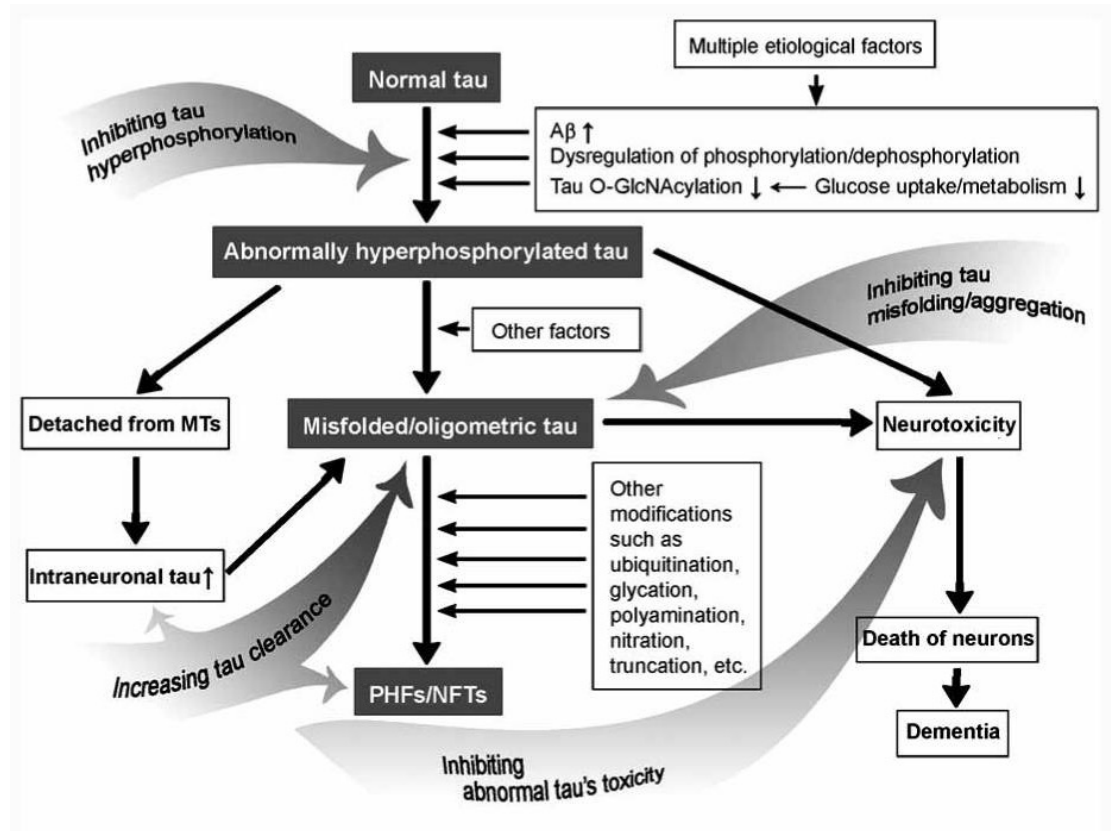 Multiple etiological factors
Normal tau
Inhibiting tau
hyperphosphorylation
Aβ ↑
Dysregulation of phosphorylation/dephosphorylation
Tau O-GlcNAcylation ↓ ← Glucose uptake/metabolism ↓
Abnormally hyperphosphorylated tau
Inhibiting tau
misfolding/aggregation
Other factors
Detached from MTs
Misfolded/oligometric tau
Neurotoxicity
Other
modifications
such as
ubiquitination,
glycation,
polyamination,
nitration,
truncation, etc.
Intraneuronal tau↑
Increasing tau clearance
Death of neurons
PHFs/NFTs
Dementia
Inhibiting
abnormal tau's toxicity